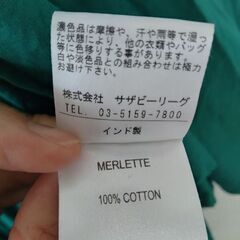 濃色品は摩擦や、汗や雨等で湿っ
た状態により、他の衣類やバッグ
等に色移りする事があります。
白や淡色品との組み合わせは極力
お避け下さい。
株式会社 サザビーリーグ
TEL. 03-5159-7800
インド製
MERLETTE
100% COTTON